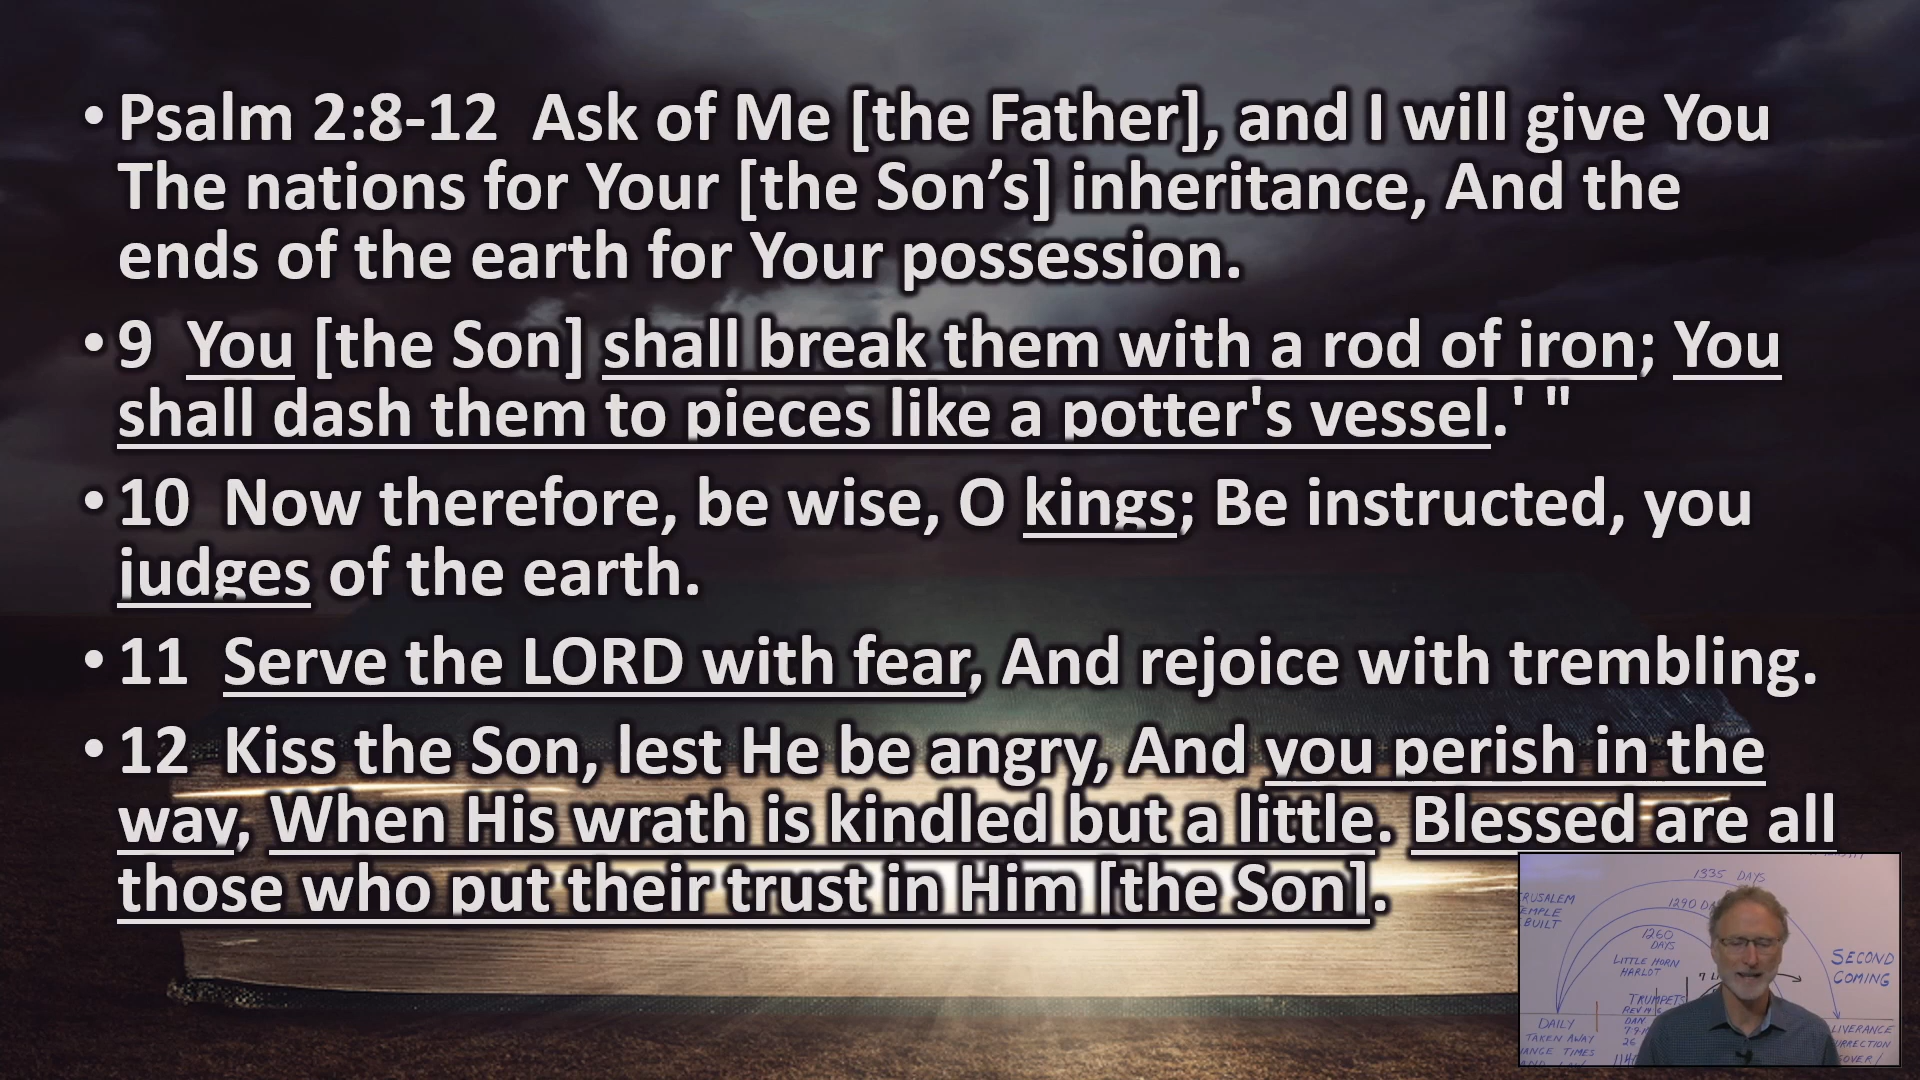 • Psalm 2:8-12 Ask of Me [the Father], and I will give You
The nations for Your [the Son’s] inheritance, And the
ends of the earth for Your possession.
• 9 You [the Son] shall break them with a rod of iron; You
shall dash them to pieces like a potter's vessel.' "
• 10 Now therefore, be wise, O kings; Be instructed, you
judges of the earth.
• 11 Serve the LORD with fear, And rejoice with trembling.
• 12 Kiss the Son, lest He be angry, And you perish in the
way, When His wrath is kindled but a little. Blessed are all
those who put their trust in Him [the Son].
1335 DAYS
1290
1260
DAYS
BUILT
LITTLE HORN
HARLOT
SECOND
COMING
TRUMPETS
DAILY
TAKEN AWAY
TIMES
DAN